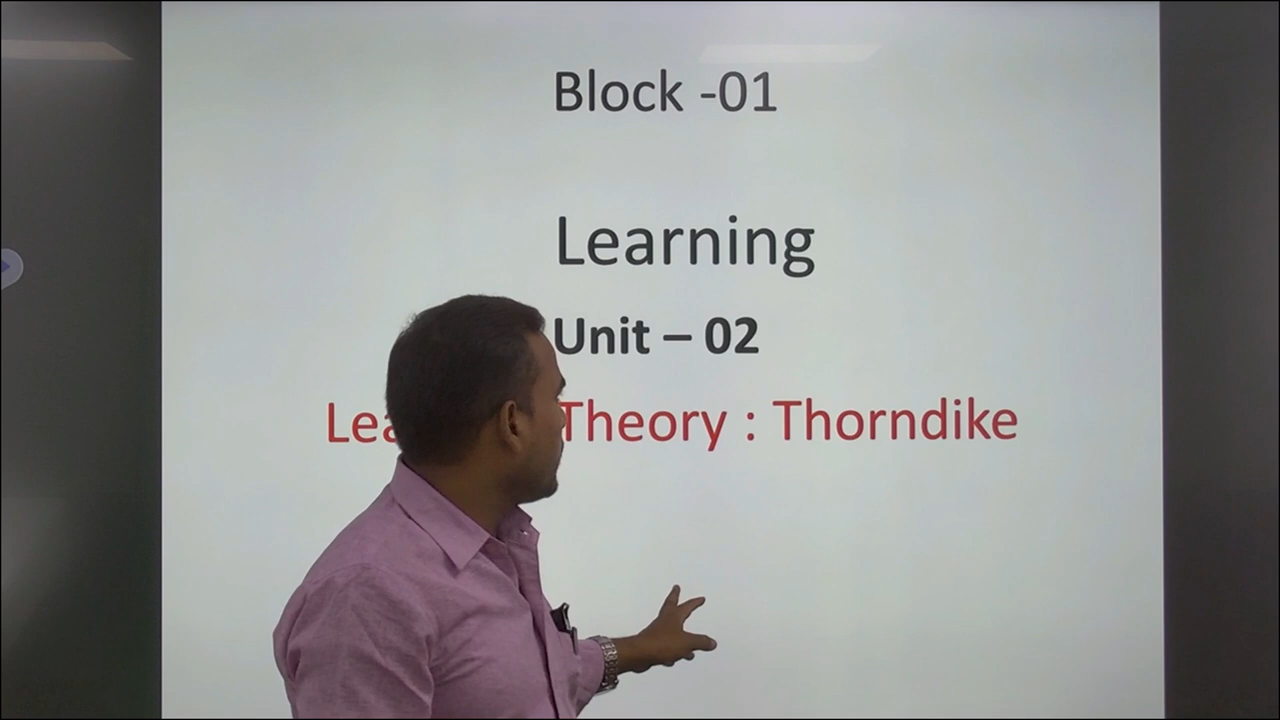 Block -01
Learning
Unit – 02
Theory : Thorndike